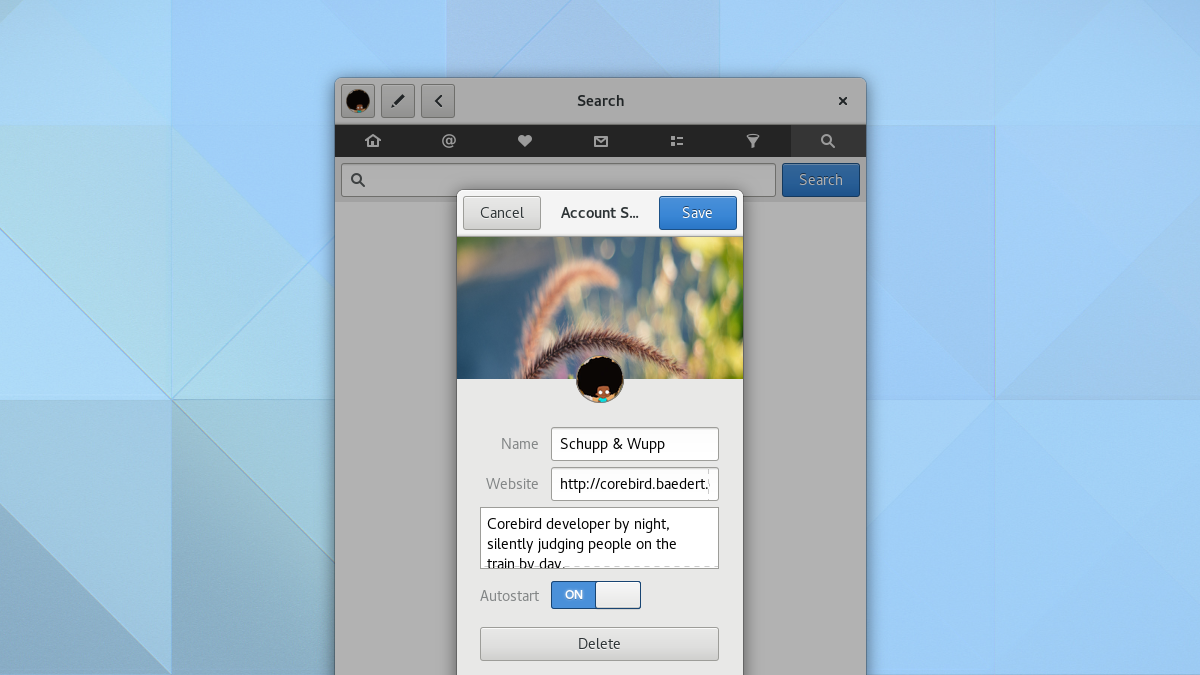 Search
@
Search
Cancel
Account S...
Save
Name
Schupp & Wupp
Website
http://corebird.baedert.
Corebird developer by night,
silently judging people on the
train by day.
Autostart
ON
Delete